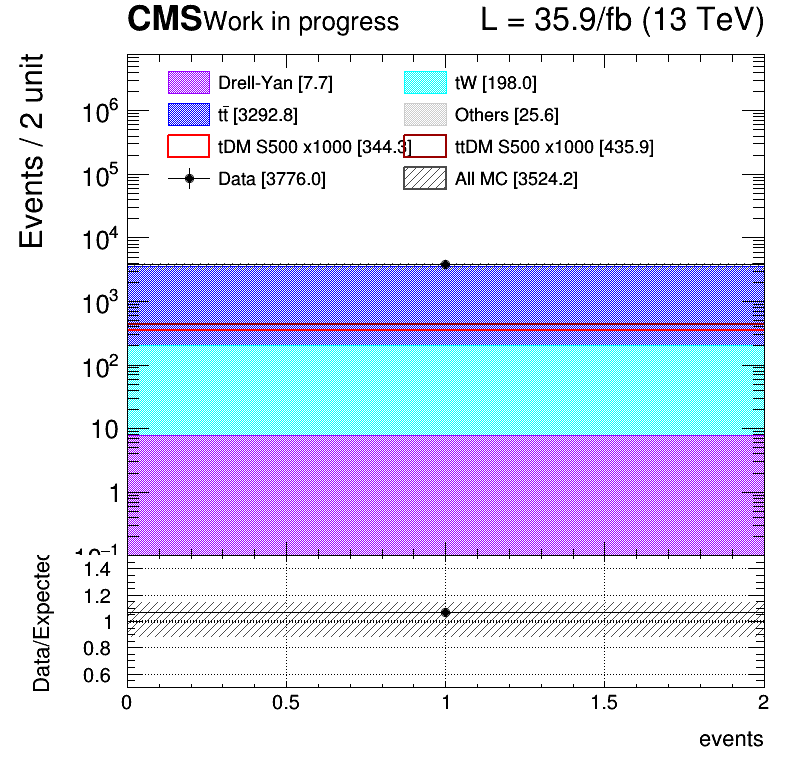 CMS Work in progress L = 35.9/fb (13 TeV)
Events / 2 unit
Drell-Yan [7.7] tW [198.0]
tt̄ [3292.8] Others [25.6]
tDM S500 x1000 [344.3] ttDM S500 x1000 [435.9]
Data [3776.0] All MC [3524.2]
10⁶
10⁵
10⁴
10³
10²
10
1
10⁻¹
Data/Expected
1.4
1.2
1
0.8
0.6
0 0.5 1 1.5 2
events